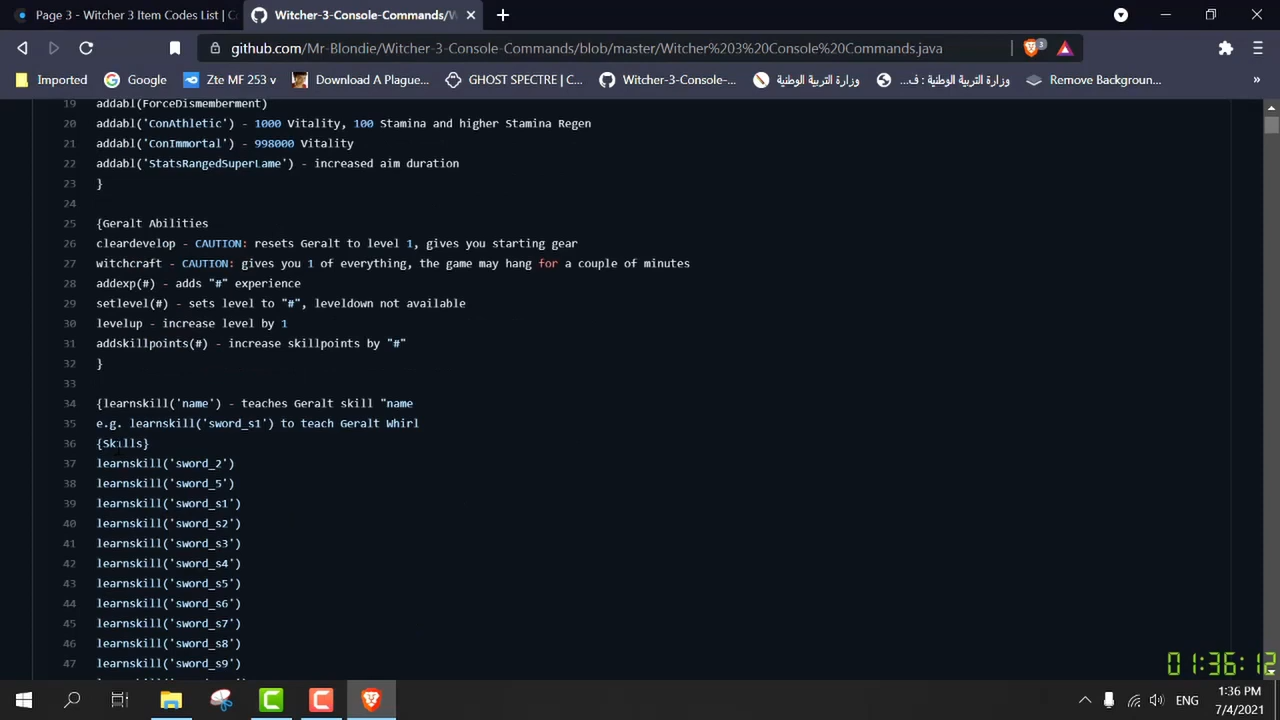 Page 3 - Witcher 3 Item Codes List | C
Witcher-3-Console-Commands/W
github.com/Mr-Blondie/Witcher-3-Console-Commands/blob/master/Witcher%203%20Console%20Commands.java
3
Imported Google Zte MF 253 v Download A Plague... GHOST SPECTRE | C... Witcher-3-Console-... وزارة التربية الوطنية وزارة التربية الوطنية : ف... Remove Backgroun... »
19 addabl(ForceDismemberment)
20 addabl('ConAthletic') - 1000 Vitality, 100 Stamina and higher Stamina Regen
21 addabl('ConImmortal') - 998000 Vitality
22 addabl('StatsRangedSuperLame') - increased aim duration
23 }
24
25 {Geralt Abilities
26 cleardevelop - CAUTION: resets Geralt to level 1, gives you starting gear
27 witchcraft - CAUTION: gives you 1 of everything, the game may hang for a couple of minutes
28 addexp(#) - adds "#" experience
29 setlevel(#) - sets level to "#", leveldown not available
30 levelup - increase level by 1
31 addskillpoints(#) - increase skillpoints by "#"
32 }
33
34 {learnskill('name') - teaches Geralt skill "name
35 e.g. learnskill('sword_s1') to teach Geralt Whirl
36 {Skills}
37 learnskill('sword_2')
38 learnskill('sword_5')
39 learnskill('sword_s1')
40 learnskill('sword_s2')
41 learnskill('sword_s3')
42 learnskill('sword_s4')
43 learnskill('sword_s5')
44 learnskill('sword_s6')
45 learnskill('sword_s7')
46 learnskill('sword_s8')
47 learnskill('sword_s9')
01:36:12
ENG
1:36 PM
7/4/2021